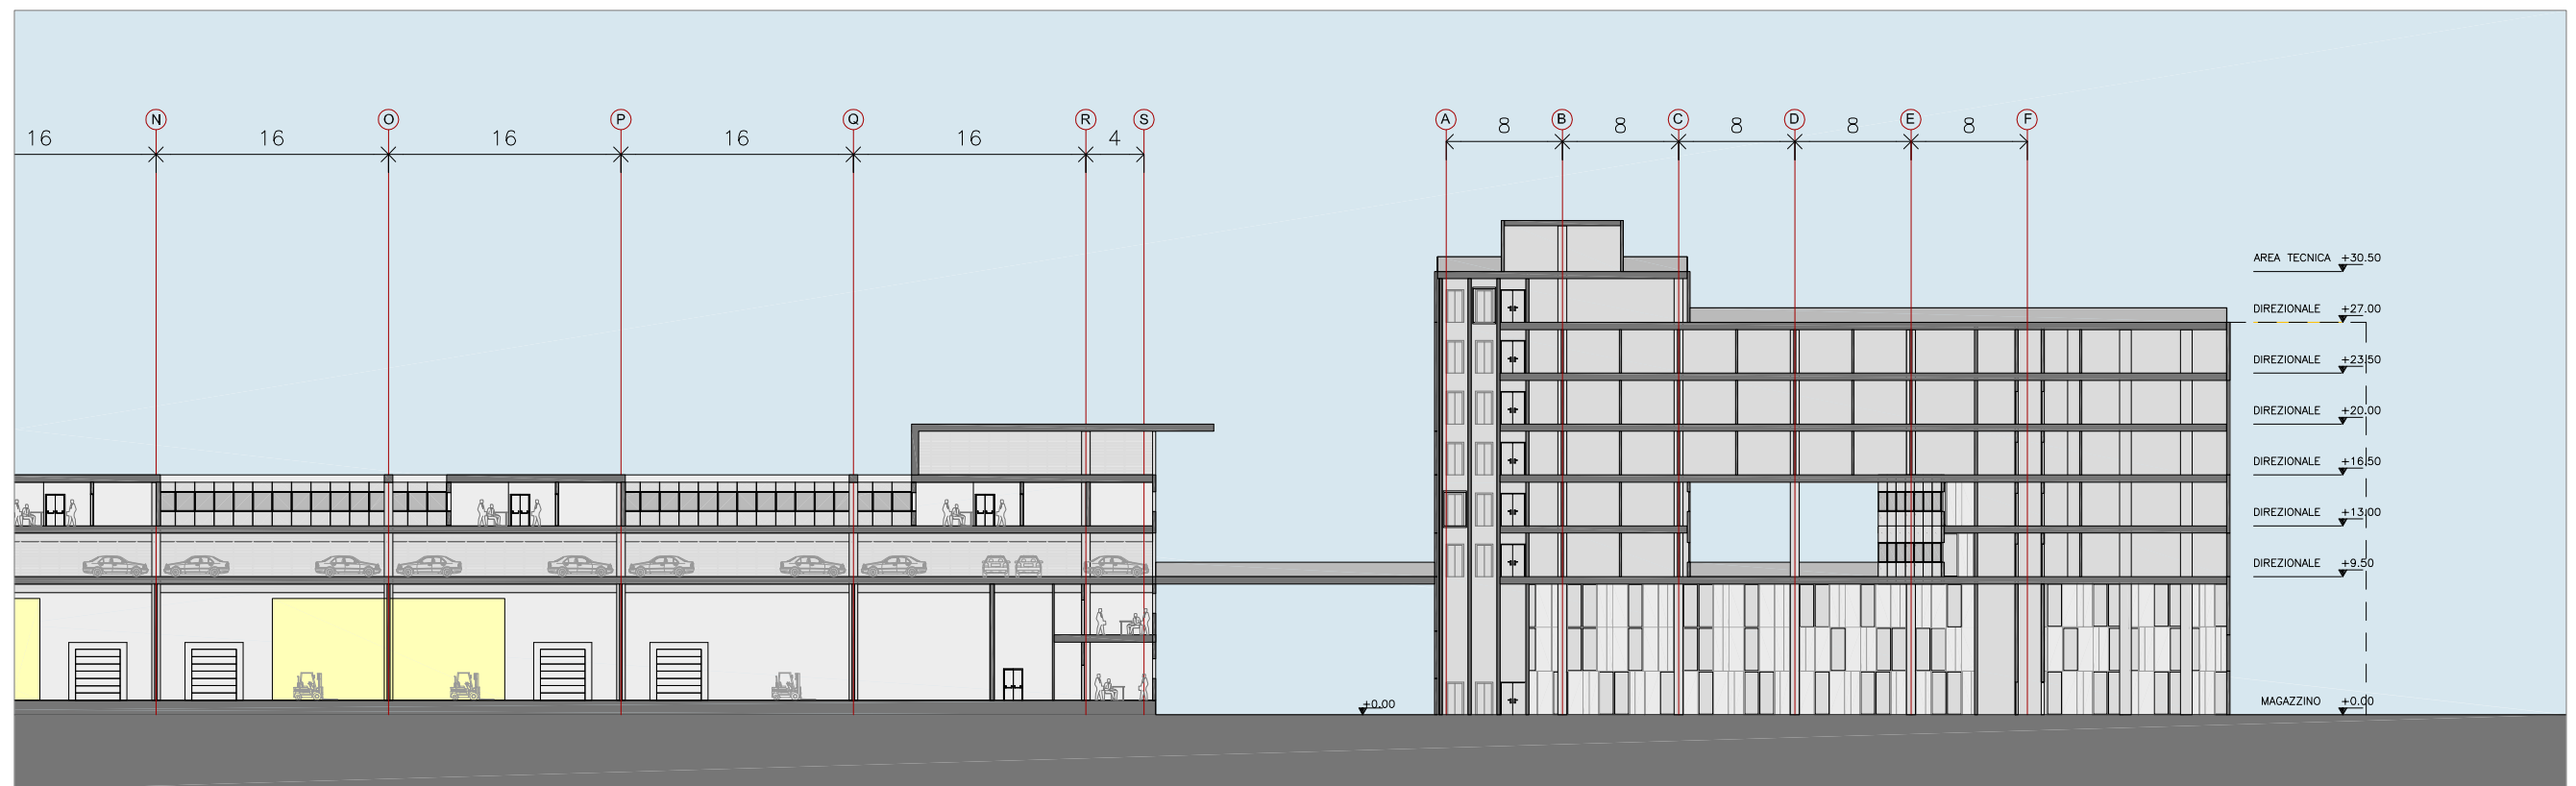 N O P Q R S A B C D E F
16 16 16 16 16 4 8 8 8 8 8
AREA TECNICA +30.50
DIREZIONALE +27.00
DIREZIONALE +23.50
DIREZIONALE +20.00
DIREZIONALE +16.50
DIREZIONALE +13.00
DIREZIONALE +9.50
MAGAZZINO +0.00
+0.00